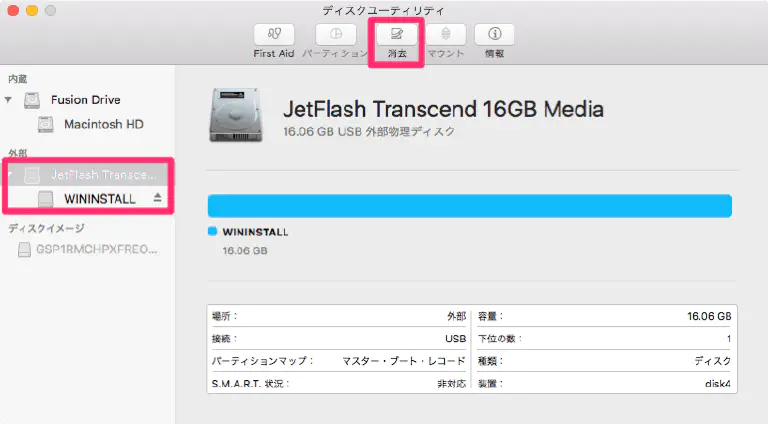 ディスクユーティリティ
First Aid パーティション 消去 マウント 情報
内蔵
Fusion Drive
Macintosh HD
外部
JetFlash Transce...
WININSTALL
ディスクイメージ
GSP1RMCHPXFREO...
JetFlash Transcend 16GB Media
16.06 GB USB 外部物理ディスク
WININSTALL
16.06 GB
場所: 外部 容量: 16.06 GB
接続: USB 下位の数: 1
パーティションマップ: マスター・ブート・レコード 種類: ディスク
S.M.A.R.T. 状況: 非対応 装置: disk4